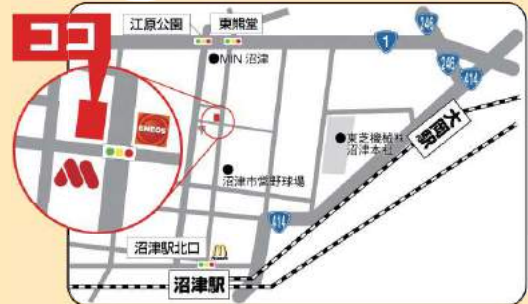 ココ
江原公園
東熊堂
MIN 沼津
1
246
246
414
ENEOS
大岡駅
東芝機械㈱
沼津本社
沼津市営野球場
414
沼津駅北口
沼津駅